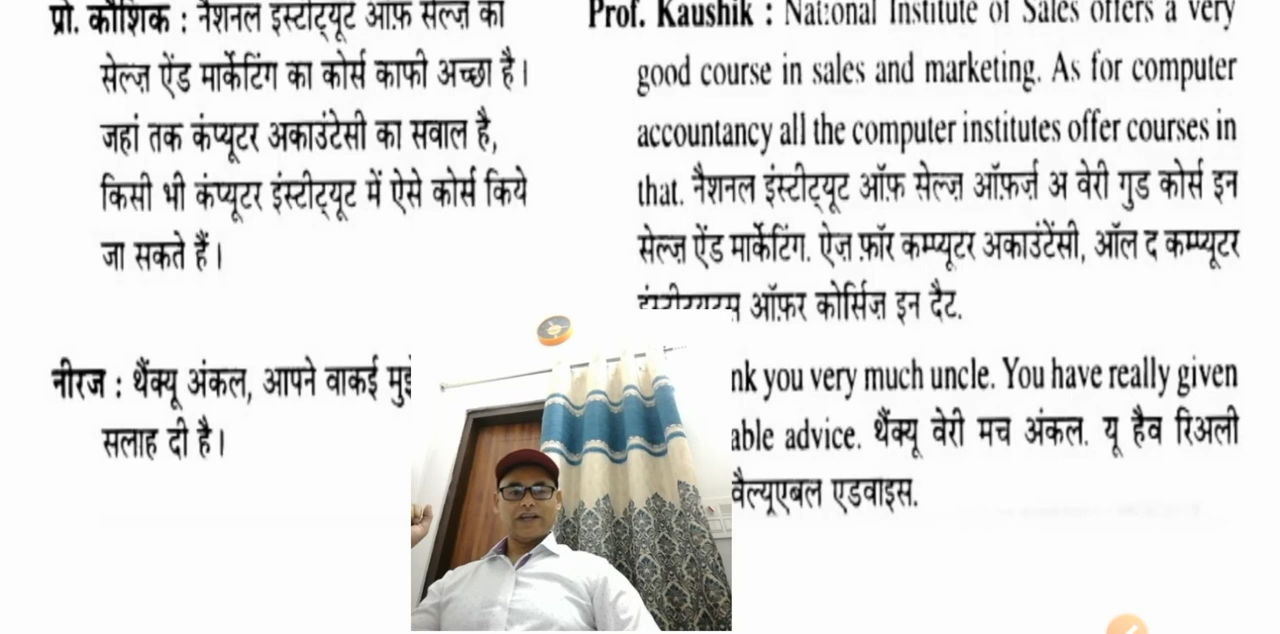 प्रो. कौशिक : नैशनल इंस्टीट्यूट ऑफ़ सेल्ज़ का
सेल्ज़ ऐंड मार्केटिंग का कोर्स काफी अच्छा है।
जहां तक कंप्यूटर अकाउंटेसी का सवाल है,
किसी भी कंप्यूटर इंस्टीट्यूट में ऐसे कोर्स किये
जा सकते हैं।
नीरज : थैंक्यू अंकल, आपने वाकई
सलाह दी है।
Prof. Kaushik : National Institute of Sales offers a very
good course in sales and marketing. As for computer
accountancy all the computer institutes offer courses in
that. नैशनल इंस्टीट्यूट ऑफ़ सेल्ज़ ऑफ़र्ज़ अ वेरी गुड कोर्स इन
सेल्ज़ ऐंड मार्केटिंग. ऐज़ फ़ॉर कम्प्यूटर अकाउंटेंसी, ऑल द कम्प्यूटर
ऑफ़र कोर्सिज़ इन दैट.
nk you very much uncle. You have really given
able advice. थैंक्यू वेरी मच अंकल. यू हैव रिअली
वैल्यूएबल एडवाइस.